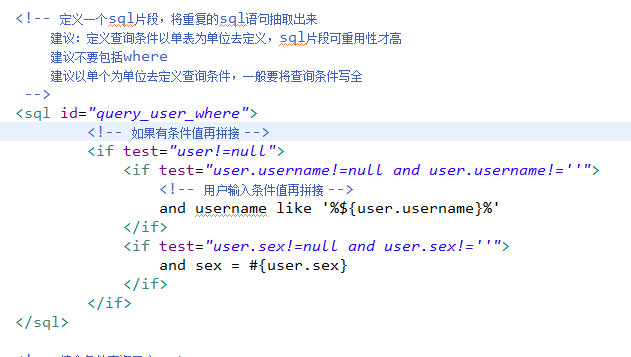 <!-- 定义一个sql片段，将重复的sql语句抽取出来
建议：定义查询条件以单表为单位去定义，sql片段可重用性才高
建议不要包括where
建议以单个为单位去定义查询条件，一般要将查询条件写全
-->
<sql id="query_user_where">
<!-- 如果有条件值再拼接 -->
<if test="user!=null">
<if test="user.username!=null and user.username!=''">
<!-- 用户输入条件值再拼接 -->
and username like '%${user.username}%'
</if>
<if test="user.sex!=null and user.sex!=''">
and sex = #{user.sex}
</if>
</if>
</sql>